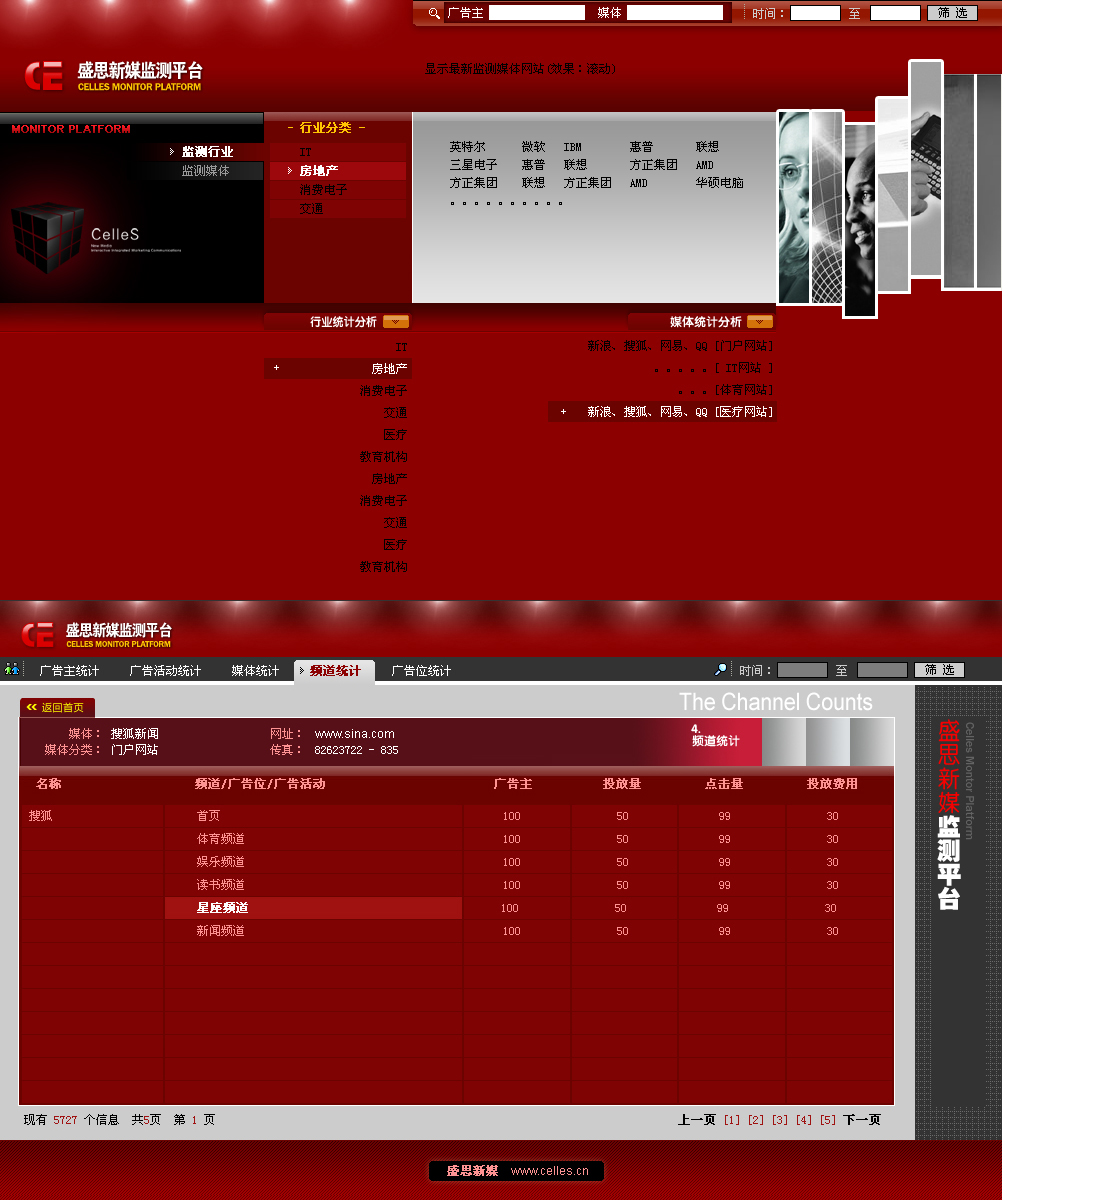 广告主 媒体 时间： 至 筛 选
盛思新媒监测平台
CELLES MONITOR PLATFORM
显示最新监测媒体网站 (效果：滚动)
MONITOR PLATFORM
监测行业
监测媒体
CelleS
New Media
Interactive Integrated Marketing Communications
- 行业分类 -
IT
房地产
消费电子
交通
英特尔 微软 IBM 惠普 联想
三星电子 惠普 联想 方正集团 AMD
方正集团 联想 方正集团 AMD 华硕电脑
。。。。。。。。。。
行业统计分析
IT
+ 房地产
消费电子
交通
医疗
教育机构
房地产
消费电子
交通
医疗
教育机构
媒体统计分析
新浪、搜狐、网易、QQ [门户网站]
。。。。。[ IT网站 ]
。。。[体育网站]
+ 新浪、搜狐、网易、QQ [医疗网站]
盛思新媒监测平台
CELLES MONITOR PLATFORM
广告主统计 广告活动统计 媒体统计 频道统计 广告位统计 时间： 至 筛 选
返回首页
The Channel Counts
媒体： 搜狐新闻 网址： www.sina.com
媒体分类： 门户网站 传真： 82623722 - 835
4.
频道统计
名称 频道/广告位/广告活动 广告主 投放量 点击量 投放费用
搜狐 首页 100 50 99 30
体育频道 100 50 99 30
娱乐频道 100 50 99 30
读书频道 100 50 99 30
星座频道 100 50 99 30
新闻频道 100 50 99 30
现有 5727 个信息 共5页 第 1 页
上一页 [1] [2] [3] [4] [5] 下一页
盛思新媒监测平台
Celles Montor Platform
盛思新媒 www.celles.cn